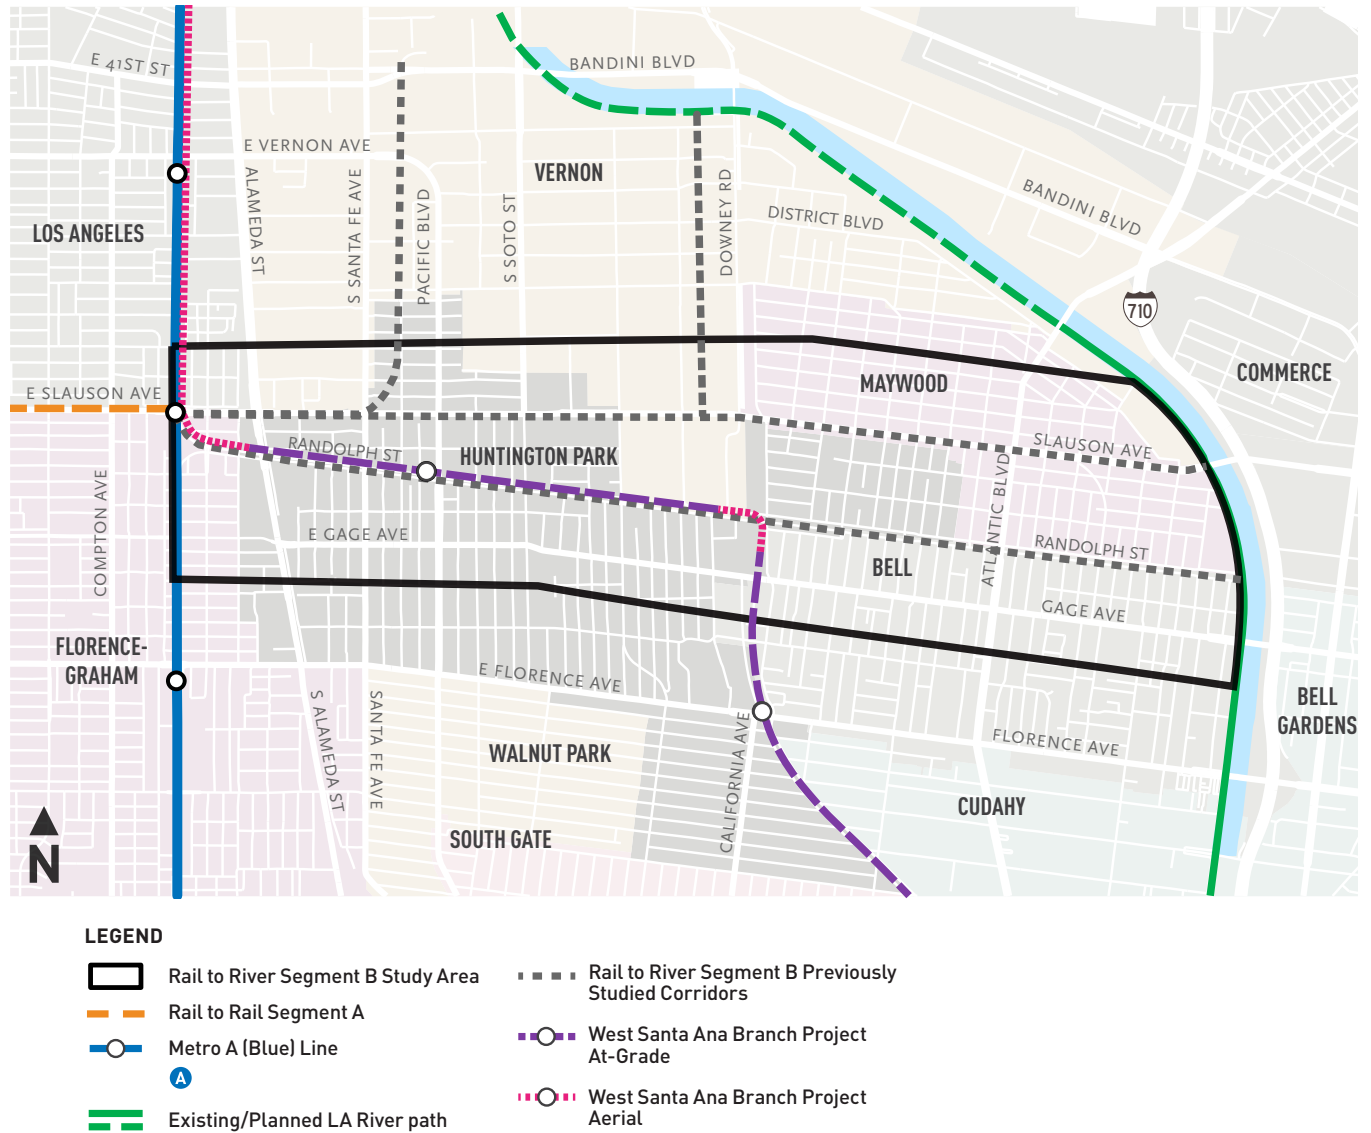 E 41ST ST
BANDINI BLVD
E VERNON AVE
VERNON
ALAMEDA ST
S SANTA FE AVE
PACIFIC BLVD
S SOTO ST
DOWNEY RD
DISTRICT BLVD
BANDINI BLVD
LOS ANGELES
710
COMMERCE
MAYWOOD
E SLAUSON AVE
SLAUSON AVE
RANDOLPH ST
HUNTINGTON PARK
COMPTON AVE
ATLANTIC BLVD
E GAGE AVE
RANDOLPH ST
BELL
GAGE AVE
FLORENCE-
GRAHAM
E FLORENCE AVE
BELL
GARDENS
S ALAMEDA ST
SANTA FE AVE
WALNUT PARK
CALIFORNIA AVE
FLORENCE AVE
CUDAHY
SOUTH GATE
N
LEGEND
Rail to River Segment B Study Area
Rail to Rail Segment A
Metro A (Blue) Line
A
Existing/Planned LA River path
Rail to River Segment B Previously
Studied Corridors
West Santa Ana Branch Project
At-Grade
West Santa Ana Branch Project
Aerial